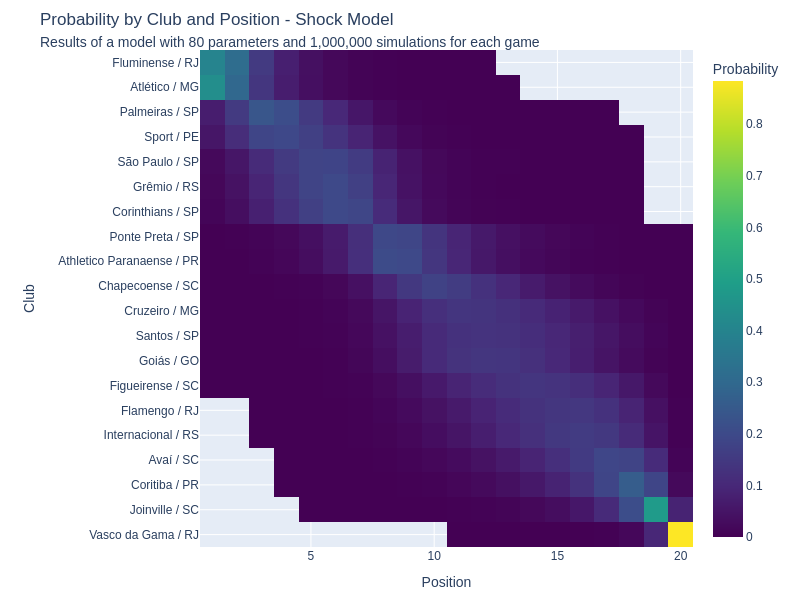 Probability by Club and Position - Shock Model
Results of a model with 80 parameters and 1,000,000 simulations for each game
Probability
Club
Fluminense / RJ
Atlético / MG
Palmeiras / SP
Sport / PE
São Paulo / SP
Grêmio / RS
Corinthians / SP
Ponte Preta / SP
Athletico Paranaense / PR
Chapecoense / SC
Cruzeiro / MG
Santos / SP
Goiás / GO
Figueirense / SC
Flamengo / RJ
Internacional / RS
Avaí / SC
Coritiba / PR
Joinville / SC
Vasco da Gama / RJ
0.8
0.7
0.6
0.5
0.4
0.3
0.2
0.1
0
5 10 15 20
Position